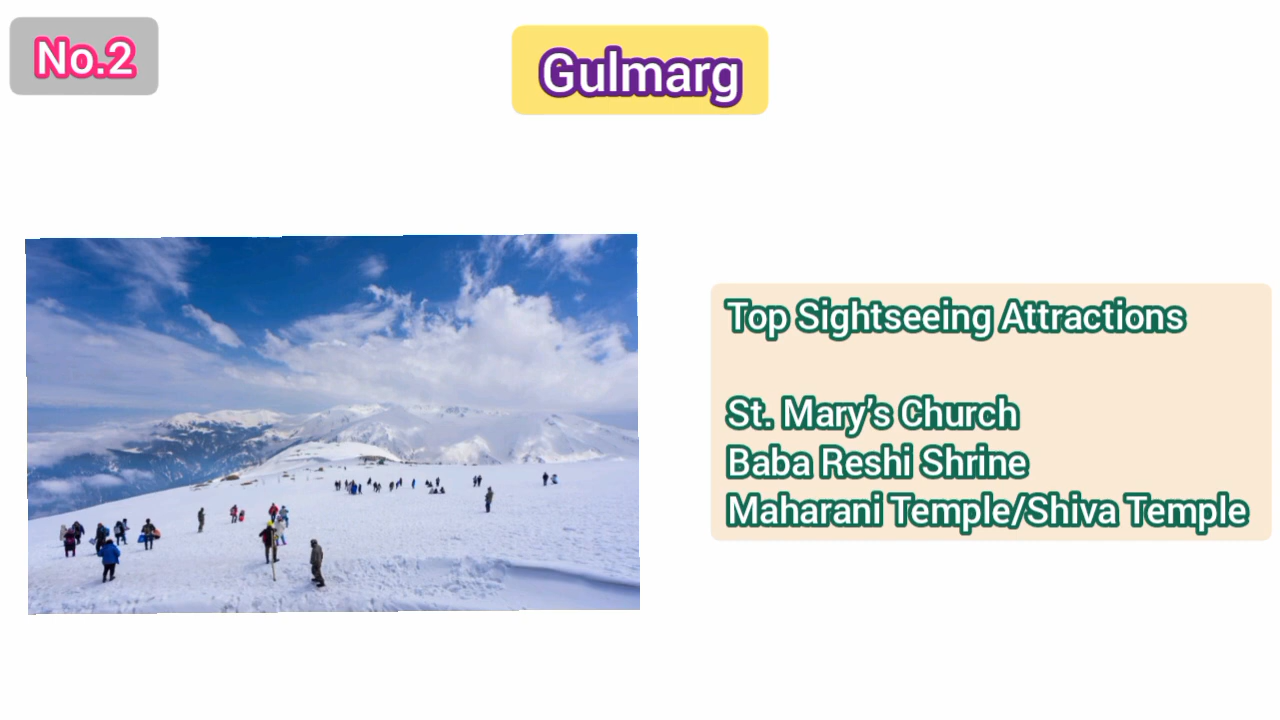 No.2
Gulmarg
Top Sightseeing Attractions
St. Mary's Church
Baba Reshi Shrine
Maharani Temple/Shiva Temple